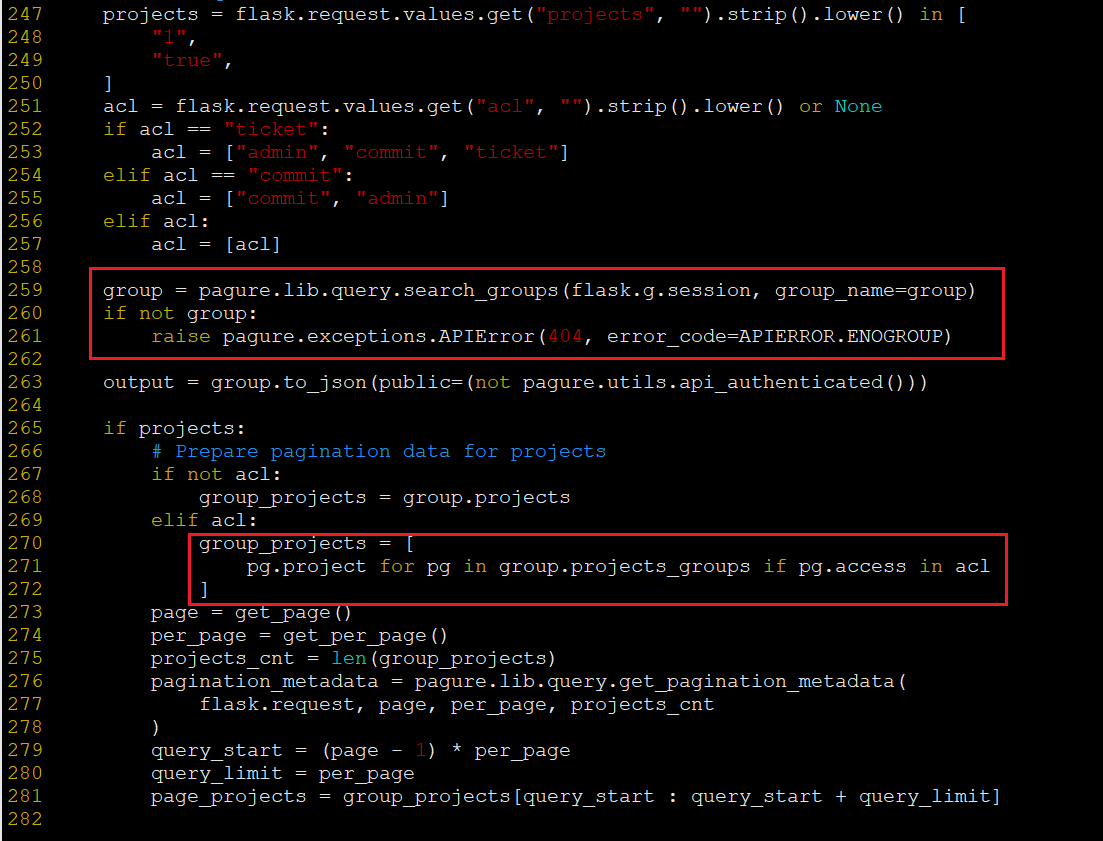 247     projects = flask.request.values.get("projects", "").strip().lower() in [
248         "1",
249         "true",
250     ]
251     acl = flask.request.values.get("acl", "").strip().lower() or None
252     if acl == "ticket":
253         acl = ["admin", "commit", "ticket"]
254     elif acl == "commit":
255         acl = ["commit", "admin"]
256     elif acl:
257         acl = [acl]
258
259     group = pagure.lib.query.search_groups(flask.g.session, group_name=group)
260     if not group:
261         raise pagure.exceptions.APIError(404, error_code=APIERROR.ENOGROUP)
262
263     output = group.to_json(public=(not pagure.utils.api_authenticated()))
264
265     if projects:
266         # Prepare pagination data for projects
267         if not acl:
268             group_projects = group.projects
269         elif acl:
270             group_projects = [
271                 pg.project for pg in group.projects_groups if pg.access in acl
272             ]
273         page = get_page()
274         per_page = get_per_page()
275         projects_cnt = len(group_projects)
276         pagination_metadata = pagure.lib.query.get_pagination_metadata(
277             flask.request, page, per_page, projects_cnt
278         )
279         query_start = (page - 1) * per_page
280         query_limit = per_page
281         page_projects = group_projects[query_start : query_start + query_limit]
282